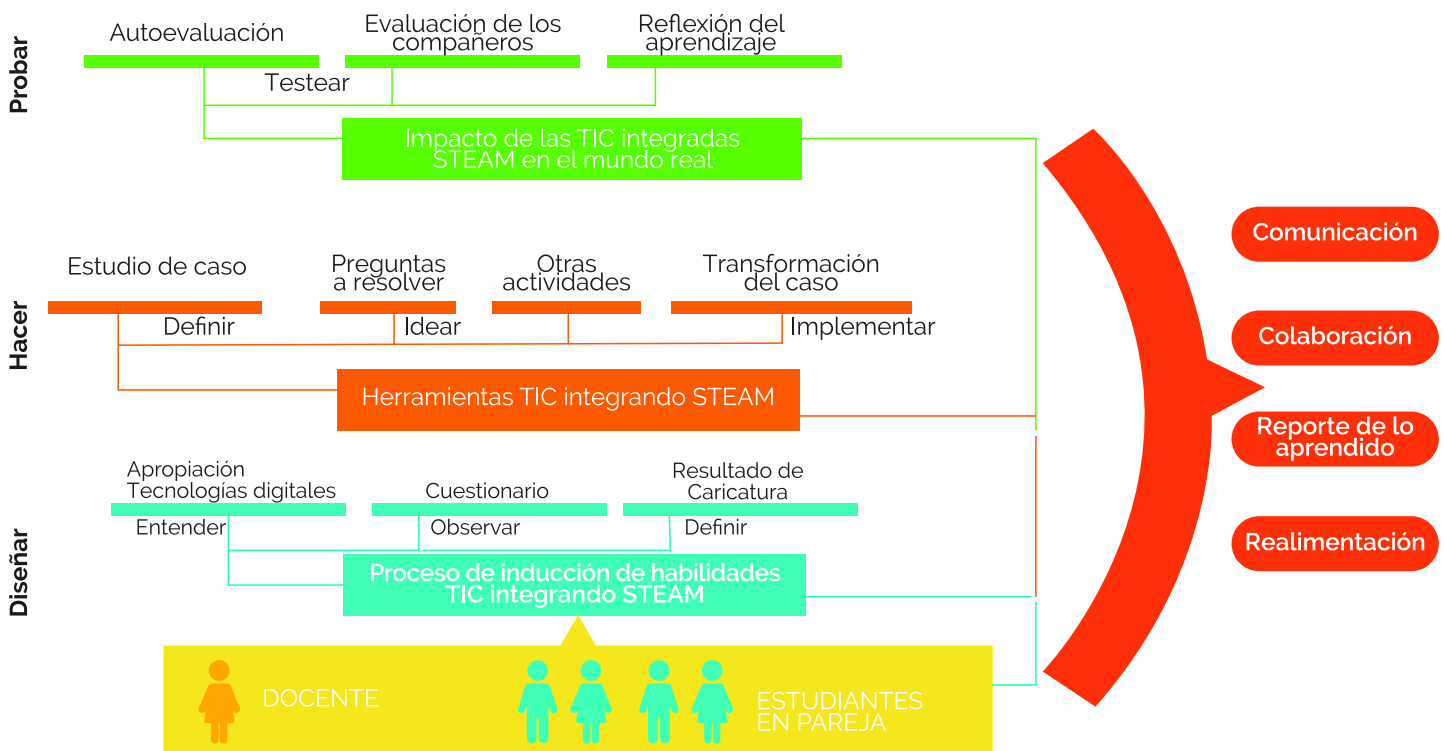 Probar
Autoevaluación
Evaluación de los
compañeros
Reflexión del
aprendizaje
Testear
Impacto de las TIC integradas
STEAM en el mundo real
Hacer
Estudio de caso
Preguntas
a resolver
Otras
actividades
Transformación
del caso
Definir
Idear
Implementar
Herramientas TIC integrando STEAM
Diseñar
Apropiación
Tecnologías digitales
Cuestionario
Resultado de
Caricatura
Entender
Observar
Definir
Proceso de inducción de habilidades
TIC integrando STEAM
DOCENTE
ESTUDIANTES
EN PAREJA
Comunicación
Colaboración
Reporte de lo
aprendido
Realimentación